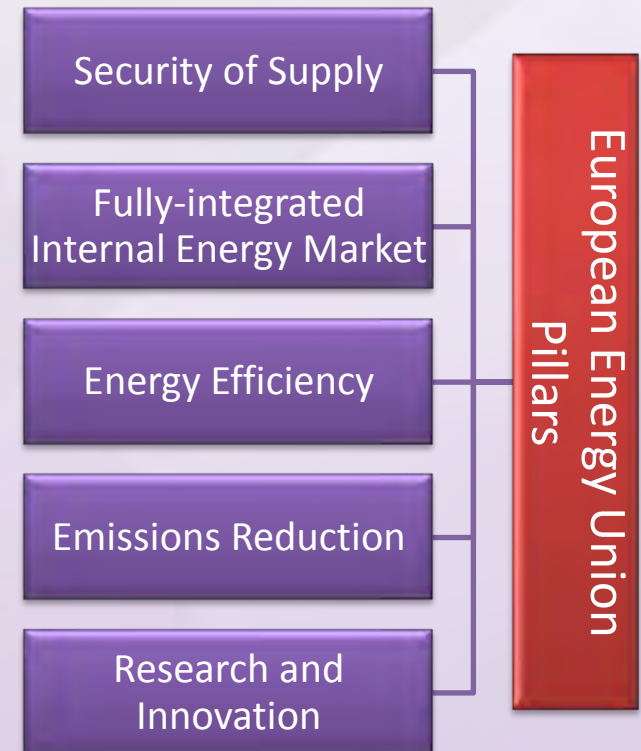 Security of Supply
Fully-integrated
Internal Energy Market
Energy Efficiency
Emissions Reduction
Research and
Innovation
European Energy Union
Pillars